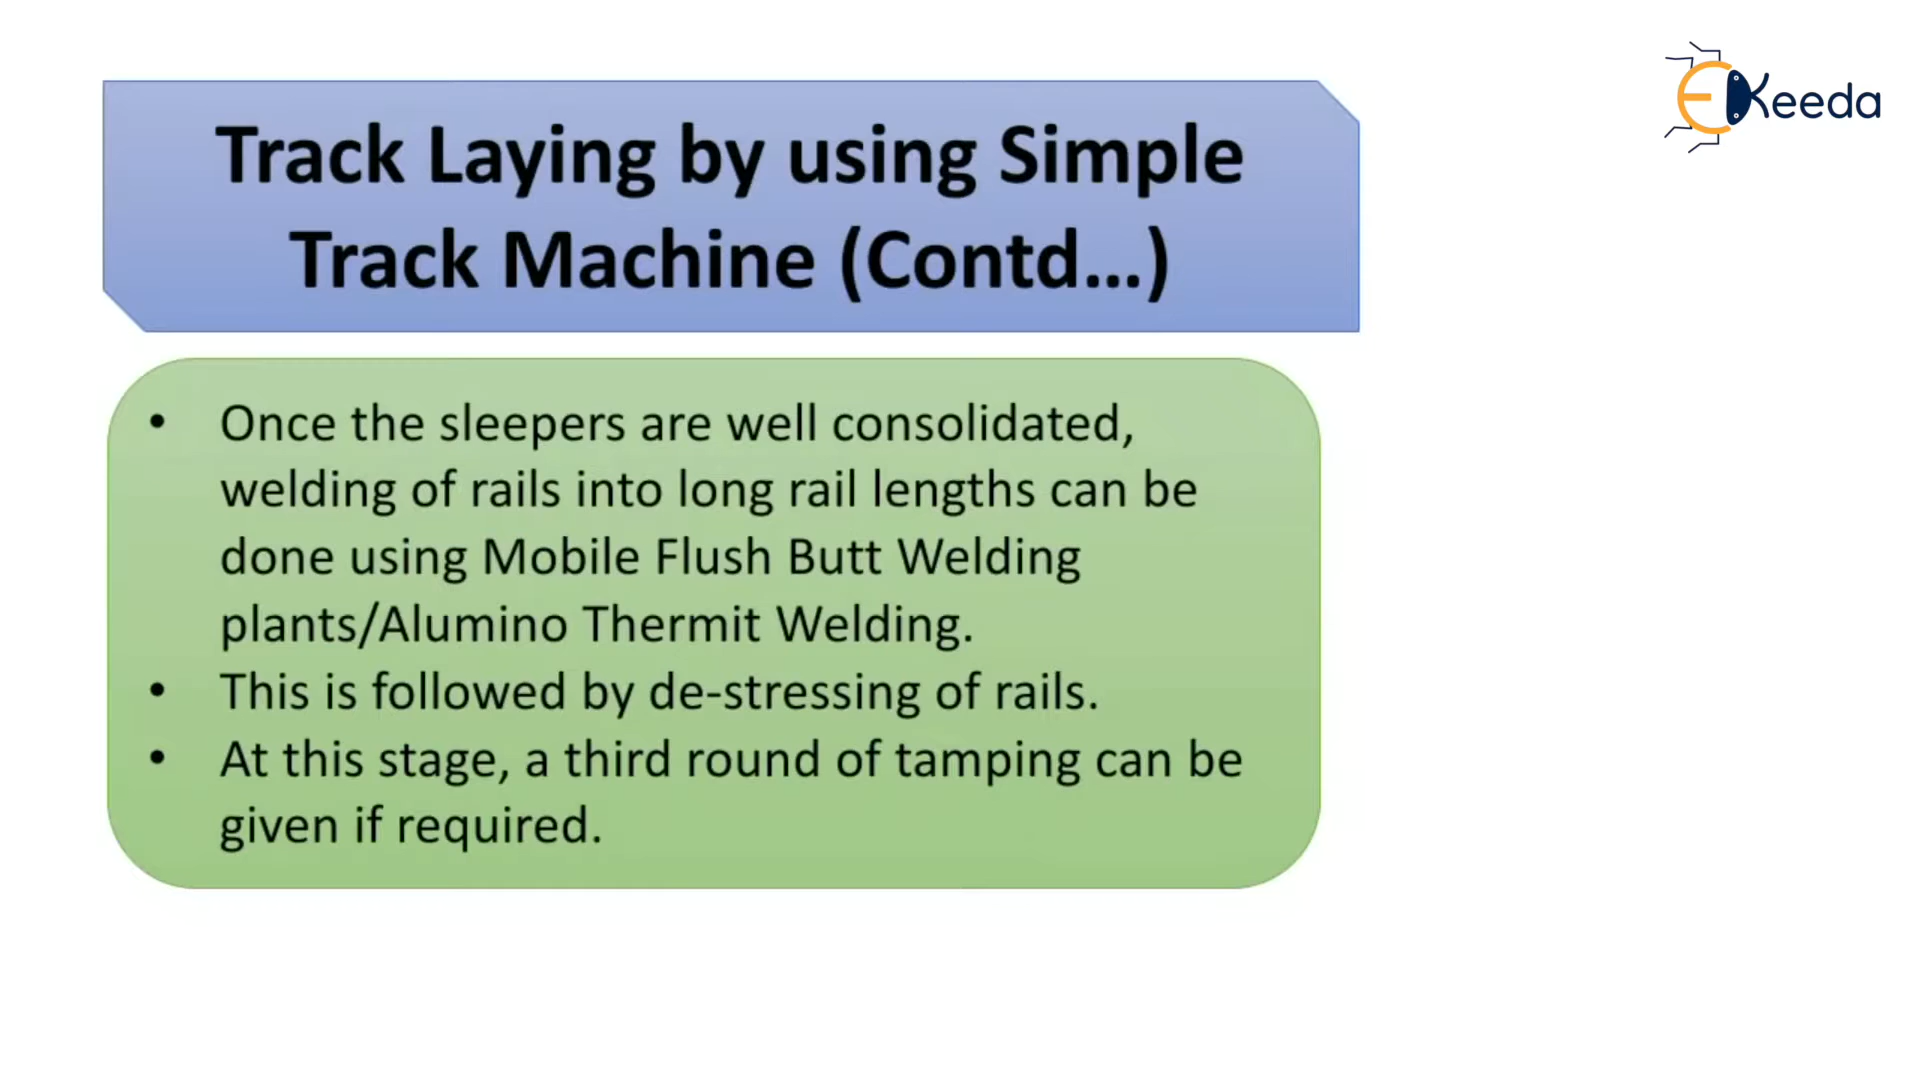 EKeeda
Track Laying by using Simple
Track Machine (Contd...)
• Once the sleepers are well consolidated,
welding of rails into long rail lengths can be
done using Mobile Flush Butt Welding
plants/Alumino Thermit Welding.
• This is followed by de-stressing of rails.
• At this stage, a third round of tamping can be
given if required.